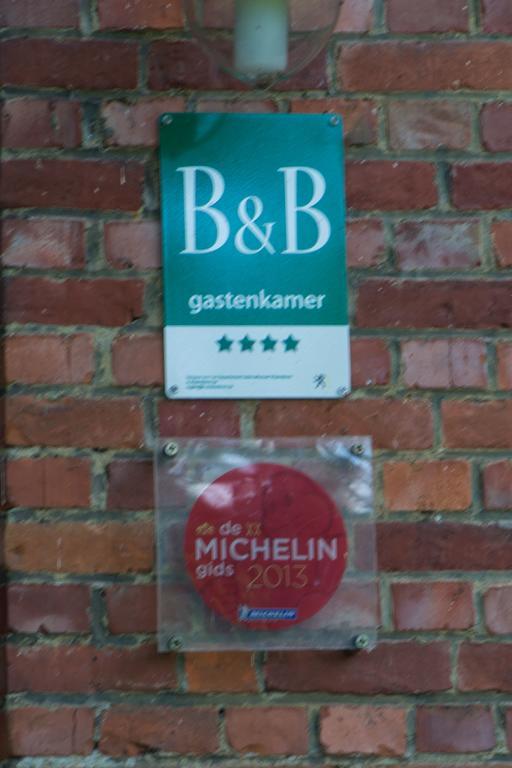 B&B
gastenkamer
de
MICHELIN
gids 2013
MICHELIN